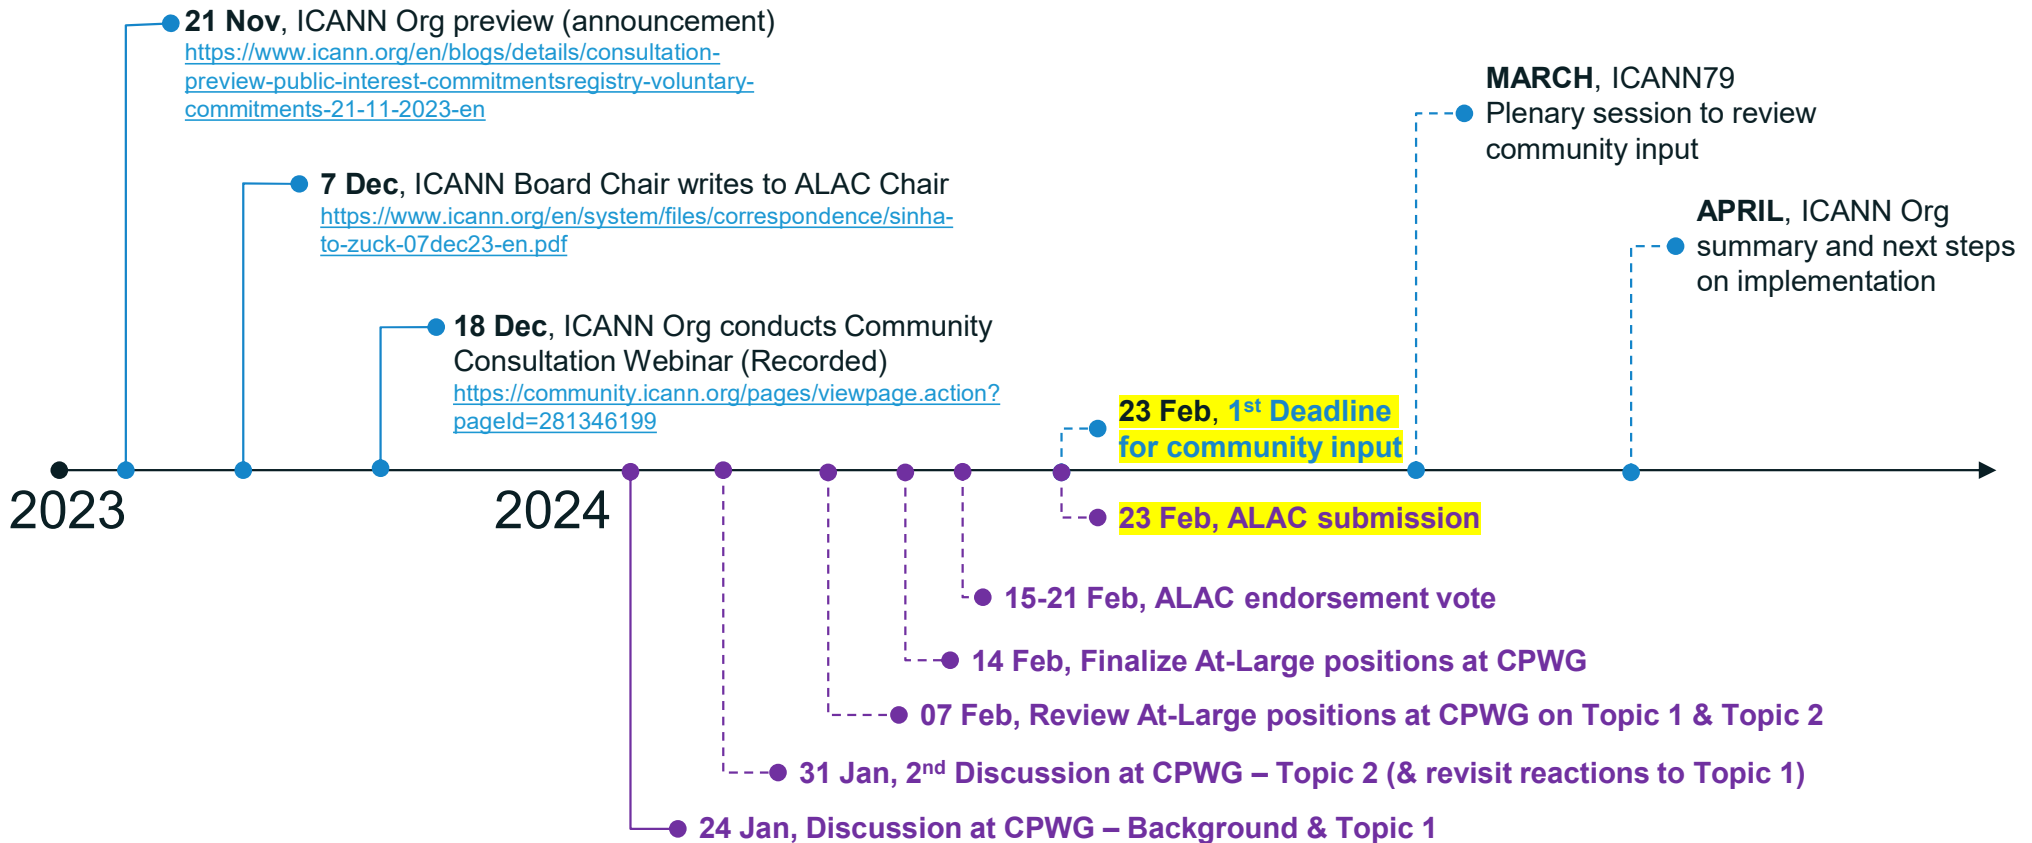 21 Nov, ICANN Org preview (announcement)
https://www.icann.org/en/blogs/details/consultation-
preview-public-interest-commitmentsregistry-voluntary-
commitments-21-11-2023-en
MARCH, ICANN79
Plenary session to review
community input
7 Dec, ICANN Board Chair writes to ALAC Chair
https://www.icann.org/en/system/files/correspondence/sinha-
to-zuck-07dec23-en.pdf
APRIL, ICANN Org
summary and next steps
on implementation
18 Dec, ICANN Org conducts Community
Consultation Webinar (Recorded)
https://community.icann.org/pages/viewpage.action?
pageId=281346199
23 Feb, 1st Deadline
for community input
2023
2024
23 Feb, ALAC submission
15-21 Feb, ALAC endorsement vote
14 Feb, Finalize At-Large positions at CPWG
07 Feb, Review At-Large positions at CPWG on Topic 1 & Topic 2
31 Jan, 2nd Discussion at CPWG – Topic 2 (& revisit reactions to Topic 1)
24 Jan, Discussion at CPWG – Background & Topic 1